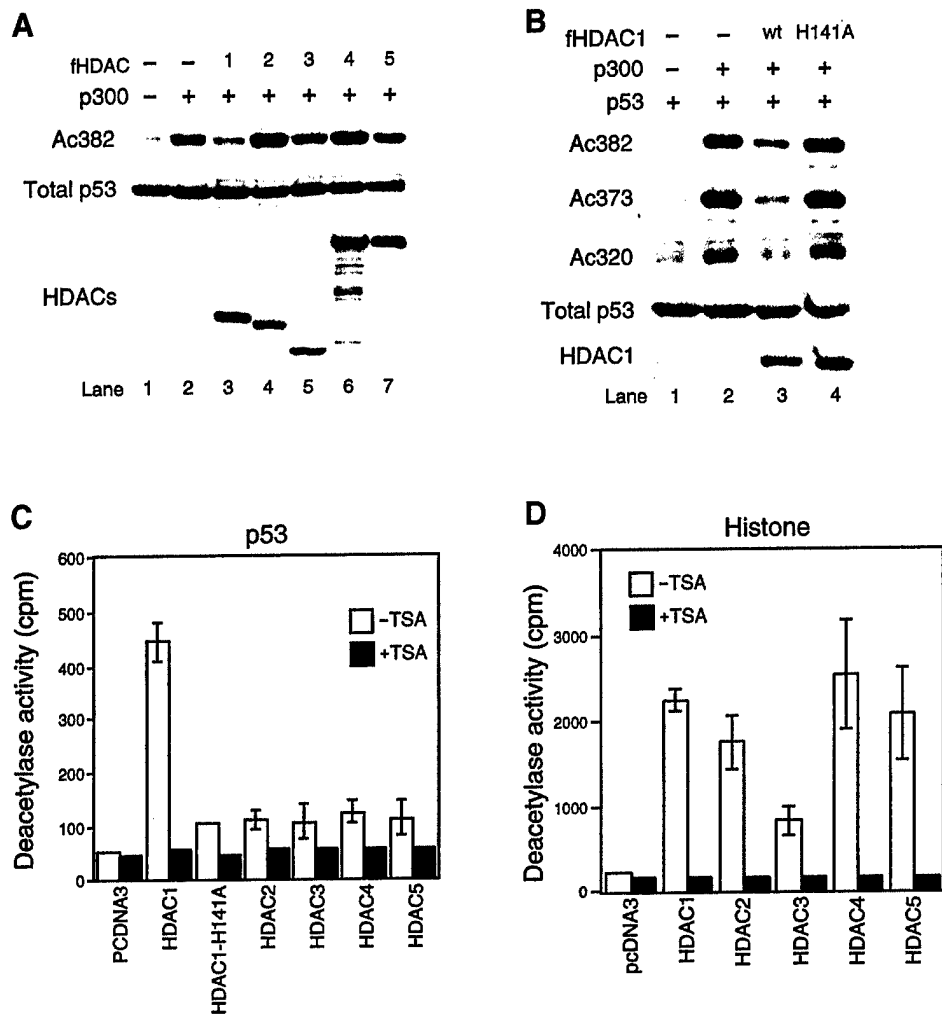 A
fHDAC – – 1 2 3 4 5
p300 – + + + + + +
Ac382
Total p53
HDACs
Lane 1 2 3 4 5 6 7
B
fHDAC1 – – wt H141A
p300 – + + +
p53 + + + +
Ac382
Ac373
Ac320
Total p53
HDAC1
Lane 1 2 3 4
C
p53
Deacetylase activity (cpm)
600
500
400
300
200
100
0
–TSA
+TSA
PCDNA3
HDAC1
HDAC1-H141A
HDAC2
HDAC3
HDAC4
HDAC5
D
Histone
Deacetylase activity (cpm)
4000
3000
2000
1000
0
–TSA
+TSA
pcDNA3
HDAC1
HDAC2
HDAC3
HDAC4
HDAC5